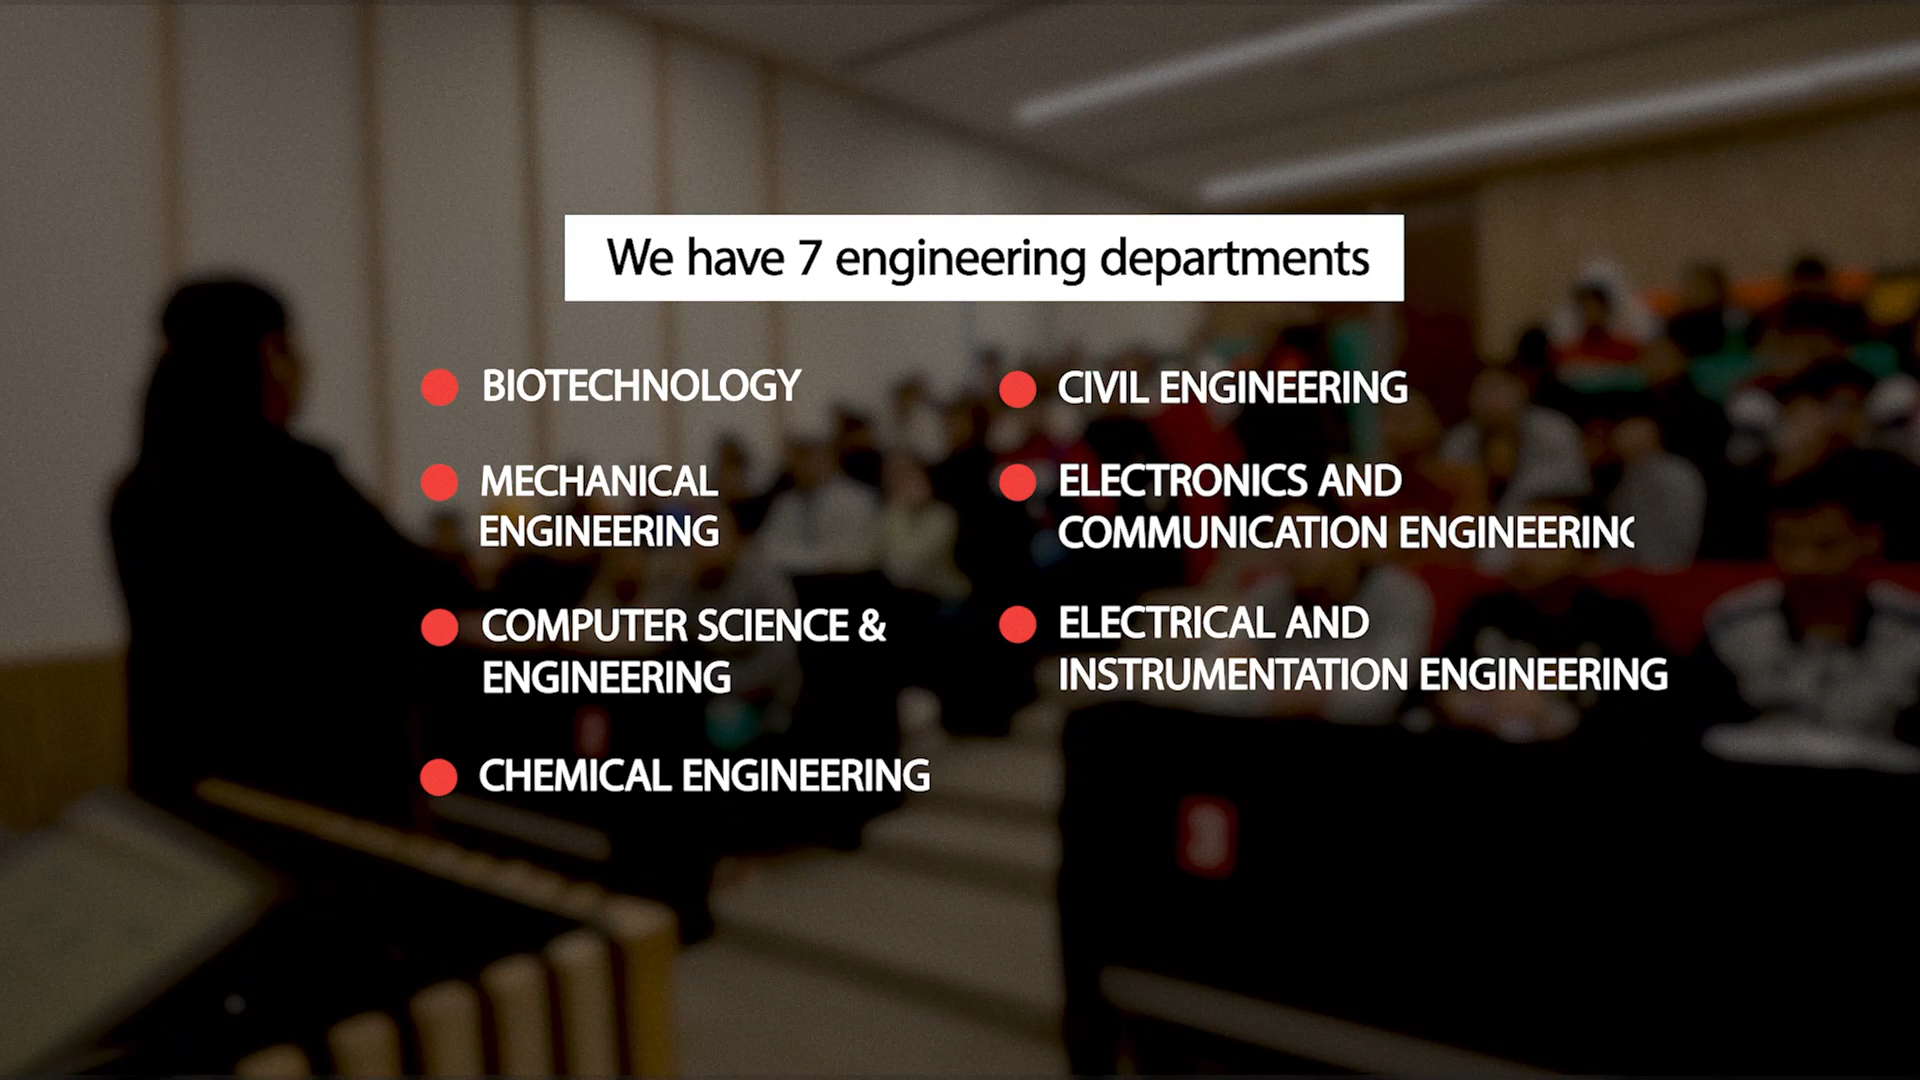 We have 7 engineering departments
BIOTECHNOLOGY
MECHANICAL
ENGINEERING
COMPUTER SCIENCE &
ENGINEERING
CHEMICAL ENGINEERING
CIVIL ENGINEERING
ELECTRONICS AND
COMMUNICATION ENGINEERING
ELECTRICAL AND
INSTRUMENTATION ENGINEERING